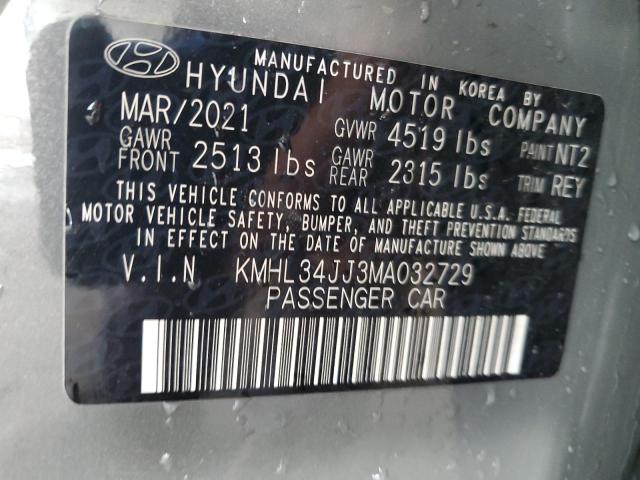 MANUFACTURED IN KOREA BY
HYUNDAI MOTOR COMPANY
MAR/2021 GVWR 4519 lbs PAINT NT2
GAWR FRONT 2513 lbs GAWR REAR 2315 lbs TRIM REY
THIS VEHICLE CONFORMS TO ALL APPLICABLE U.S.A. FEDERAL
MOTOR VEHICLE SAFETY, BUMPER, AND THEFT PREVENTION STANDARDS
IN EFFECT ON THE DATE OF MANUFACTURE SHOWN ABOVE
V.I.N KMHL34JJ3MA032729
PASSENGER CAR